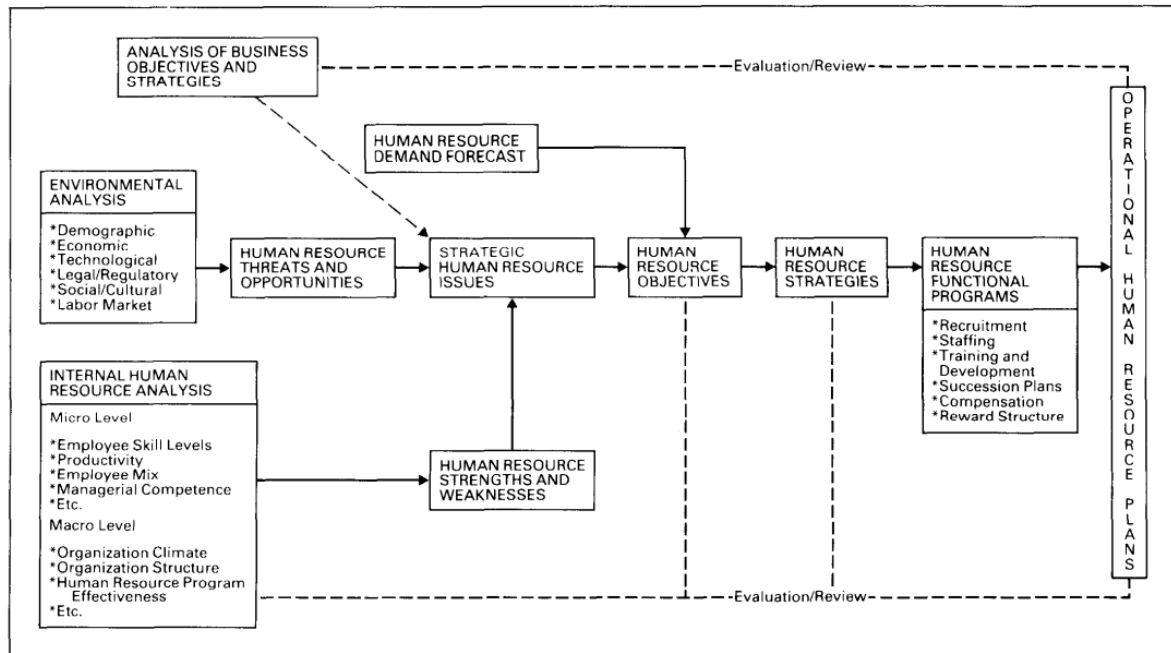 ANALYSIS OF BUSINESS
OBJECTIVES AND
STRATEGIES
Evaluation/Review
HUMAN RESOURCE
DEMAND FORECAST
ENVIRONMENTAL
ANALYSIS
*Demographic
*Economic
*Technological
*Legal/Regulatory
*Social/Cultural
*Labor Market
HUMAN RESOURCE
THREATS AND
OPPORTUNITIES
STRATEGIC
HUMAN RESOURCE
ISSUES
HUMAN
RESOURCE
OBJECTIVES
HUMAN
RESOURCE
STRATEGIES
HUMAN
RESOURCE
FUNCTIONAL
PROGRAMS
*Recruitment
*Staffing
*Training and
Development
*Succession Plans
*Compensation
*Reward Structure
OPERATIONAL HUMAN RESOURCE PLANS
INTERNAL HUMAN
RESOURCE ANALYSIS
Micro Level
*Employee Skill Levels
*Productivity
*Employee Mix
*Managerial Competence
*Etc.
Macro Level
*Organization Climate
*Organization Structure
*Human Resource Program
Effectiveness
*Etc.
HUMAN RESOURCE
STRENGTHS AND
WEAKNESSES
Evaluation/Review